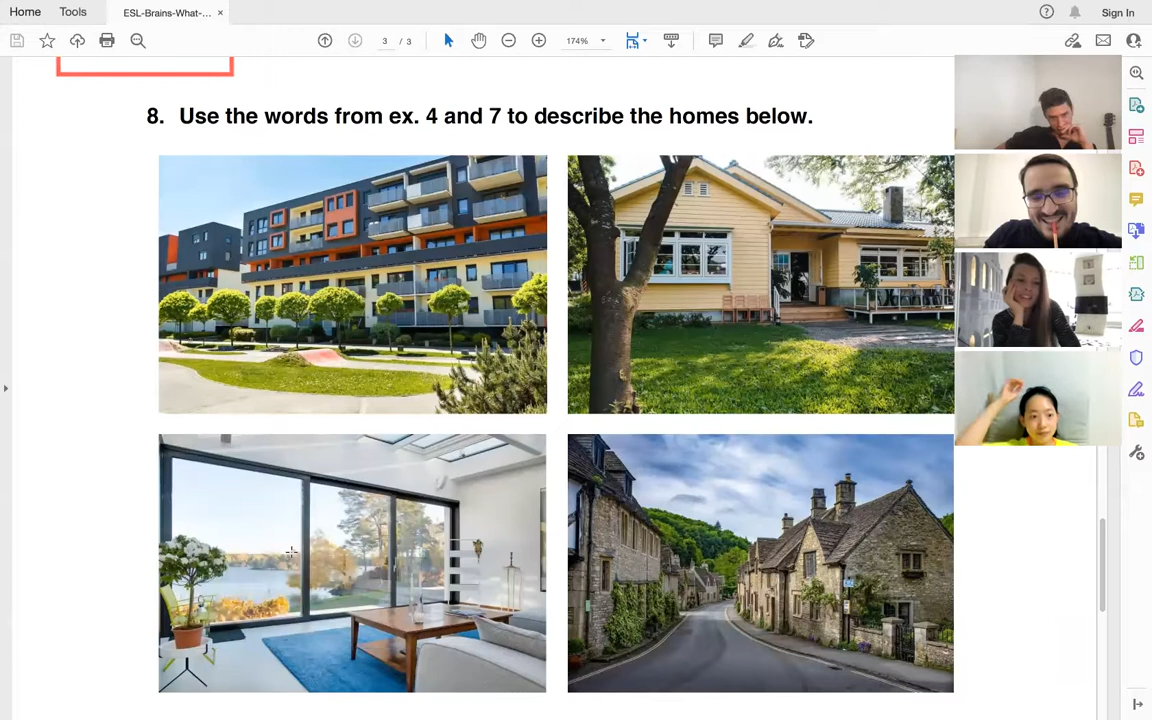 Home Tools ESL-Brains-What-... × Sign In
3 / 3 174%
8. Use the words from ex. 4 and 7 to describe the homes below.